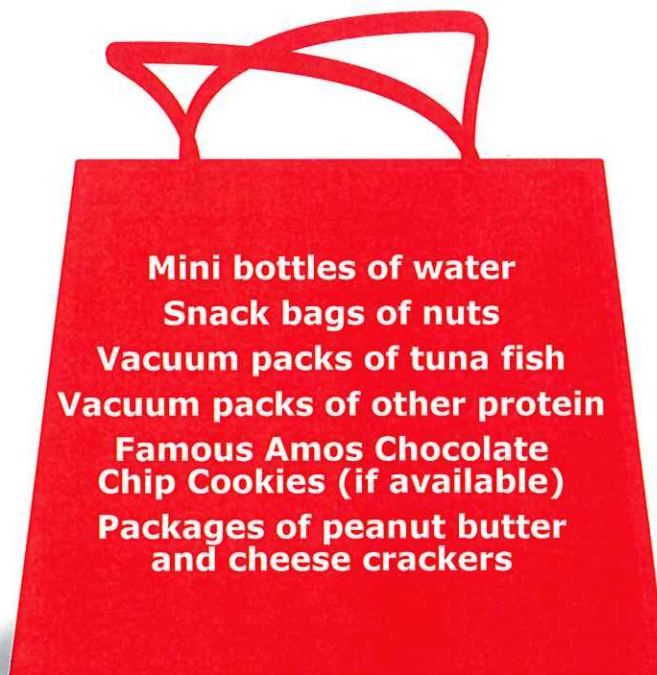 Mini bottles of water
Snack bags of nuts
Vacuum packs of tuna fish
Vacuum packs of other protein
Famous Amos Chocolate
Chip Cookies (if available)
Packages of peanut butter
and cheese crackers